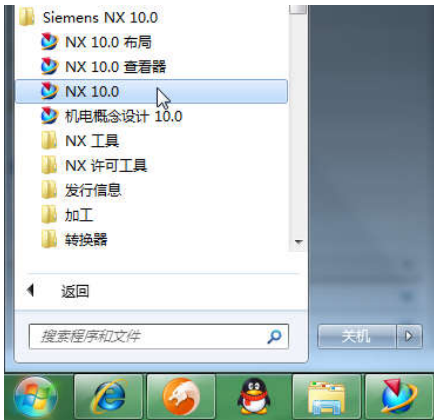 Siemens NX 10.0
NX 10.0 布局
NX 10.0 查看器
NX 10.0
机电概念设计 10.0
NX 工具
NX 许可工具
发行信息
加工
转换器
返回
搜索程序和文件
关机